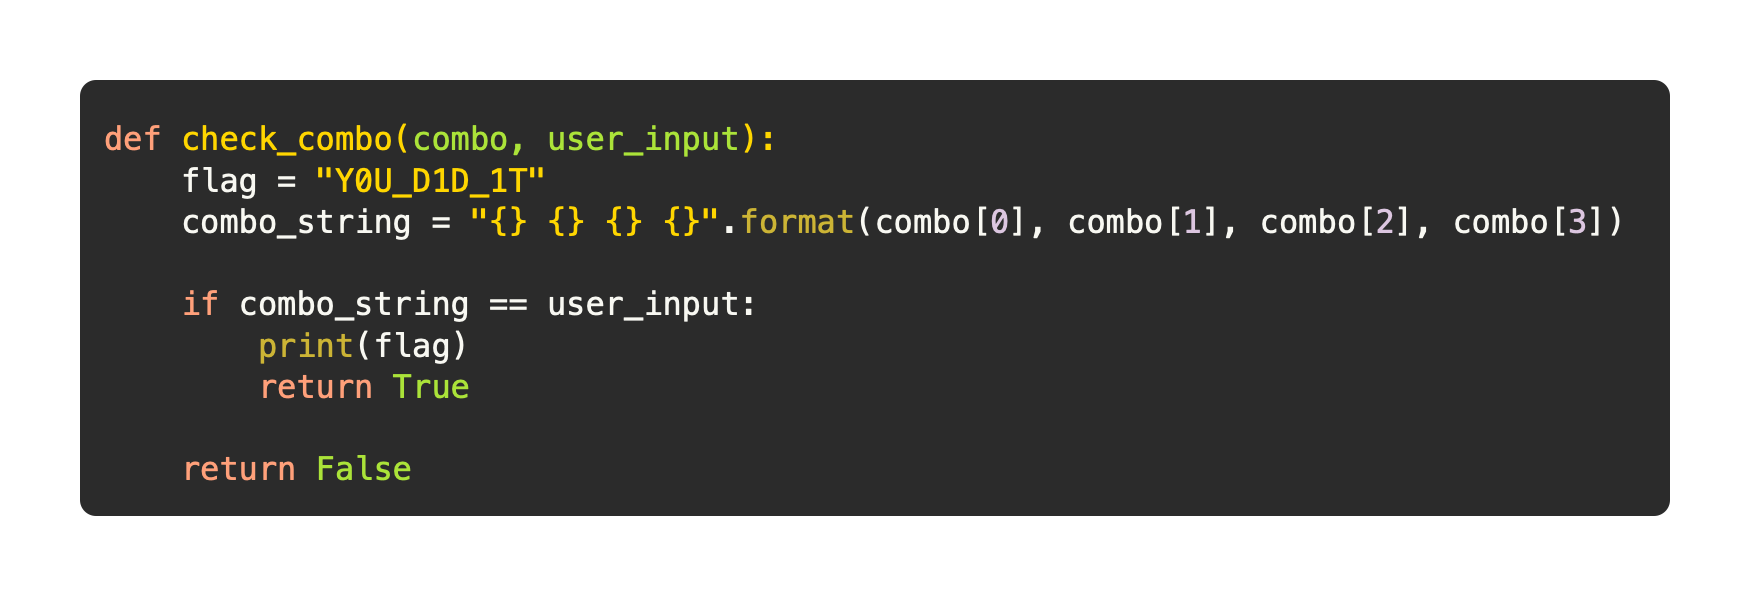 def check_combo(combo, user_input):
    flag = "Y0U_D1D_1T"
    combo_string = "{} {} {} {}".format(combo[0], combo[1], combo[2], combo[3])
    if combo_string == user_input:
        print(flag)
        return True
    return False